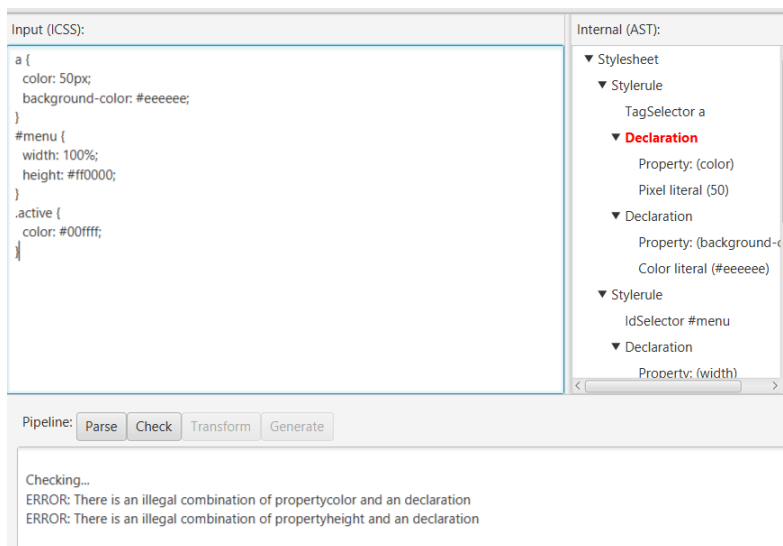 Input (ICSS):
a {
color: 50px;
background-color: #eeeeee;
}
#menu {
width: 100%;
height: #ff0000;
}
.active {
color: #00ffff;
}
Internal (AST):
▼ Stylesheet
▼ Stylerule
TagSelector a
▼ Declaration
Property: (color)
Pixel literal (50)
▼ Declaration
Property: (background-c
Color literal (#eeeeee)
▼ Stylerule
IdSelector #menu
▼ Declaration
Property: (width)
Pipeline: Parse Check Transform Generate
Checking...
ERROR: There is an illegal combination of propertycolor and an declaration
ERROR: There is an illegal combination of propertyheight and an declaration